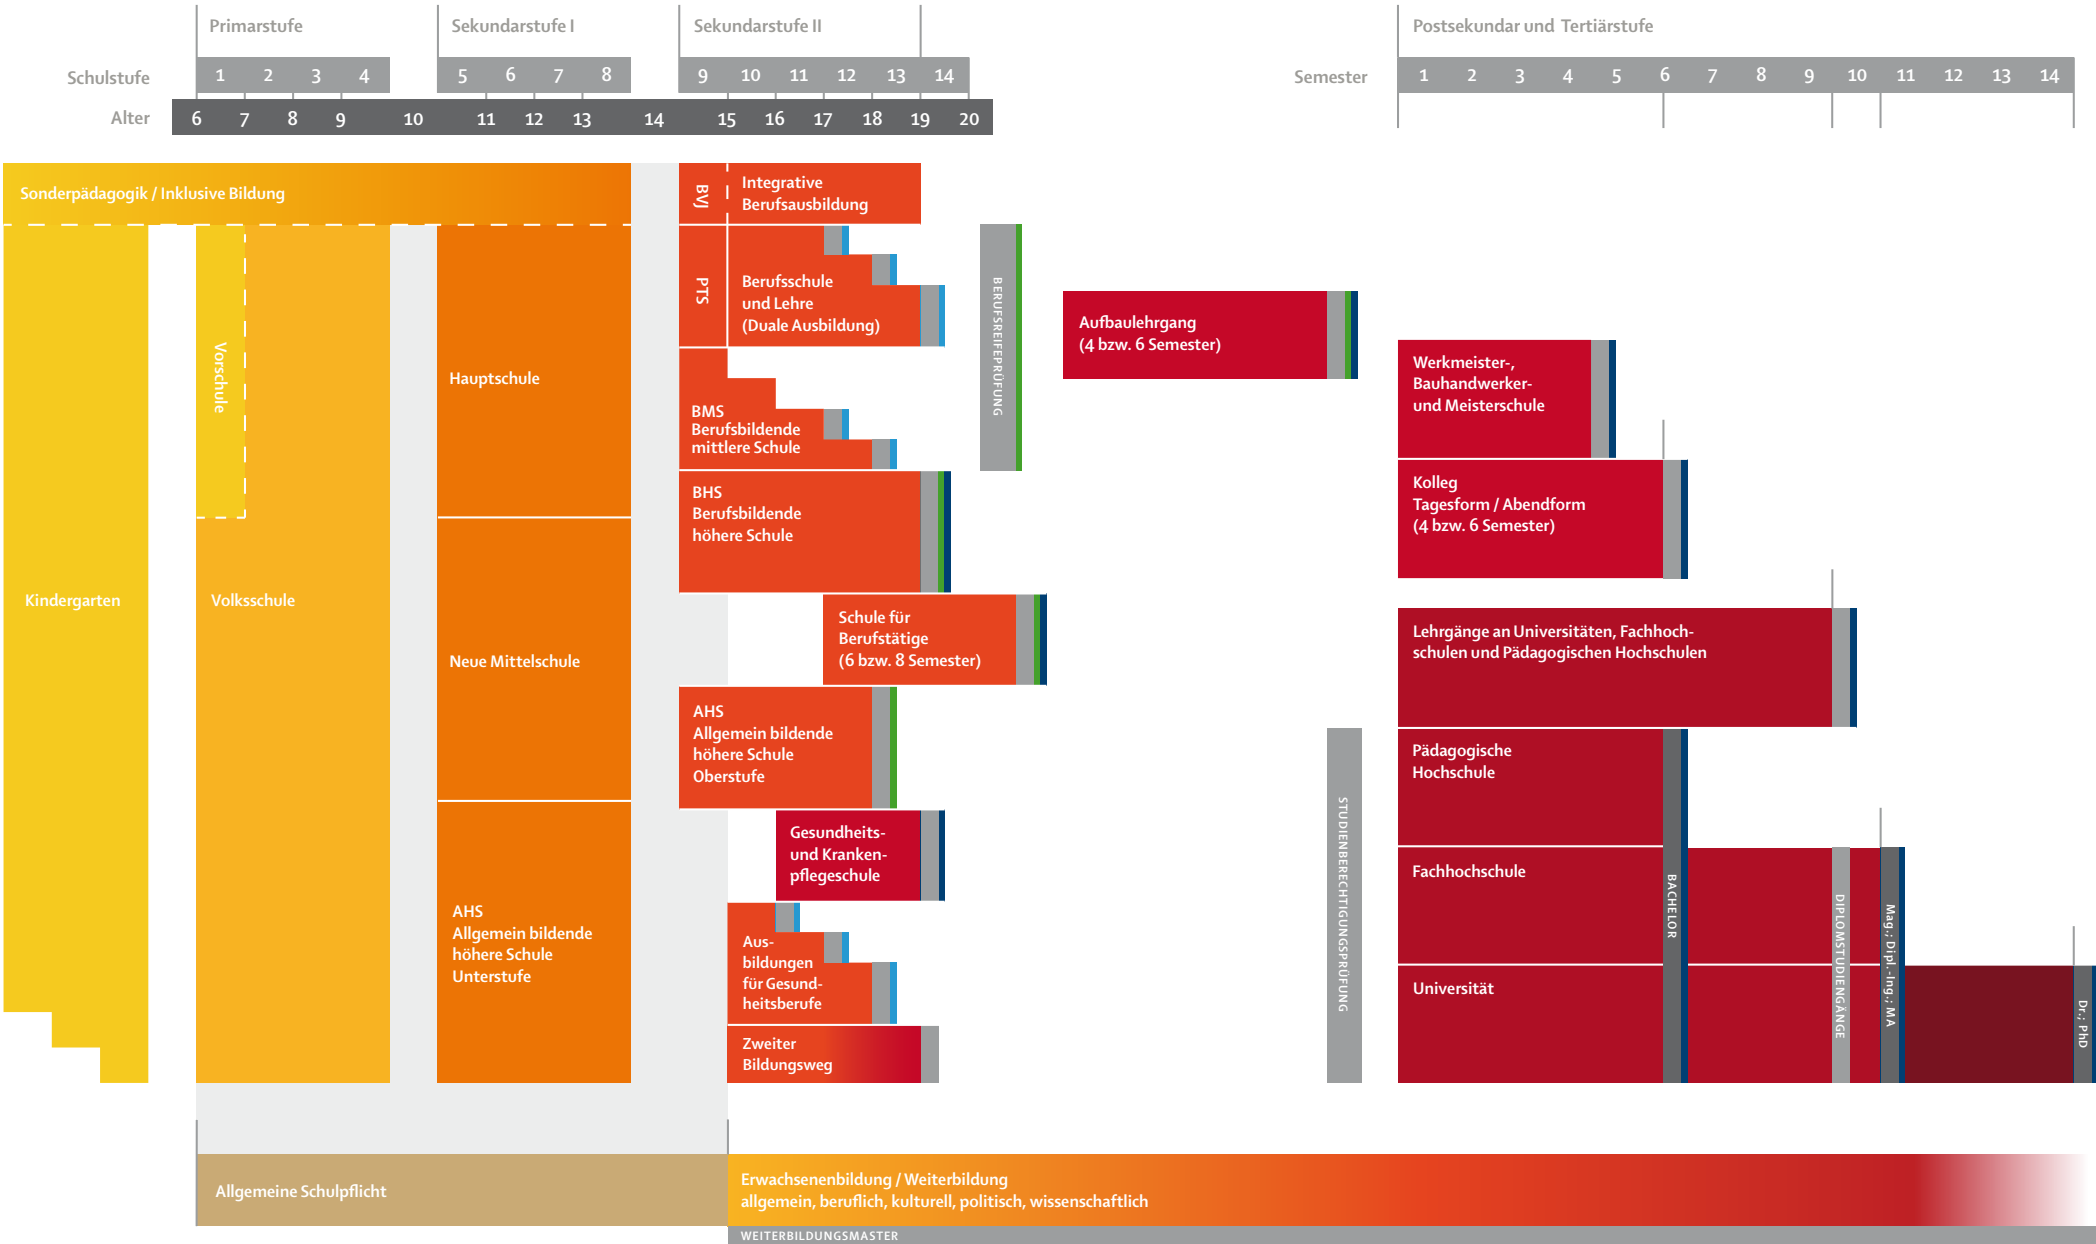 Primarstufe
Sekundarstufe I
Sekundarstufe II
Postsekundar und Tertiärstufe
Schulstufe
1 2 3 4 5 6 7 8 9 10 11 12 13 14
Semester
1 2 3 4 5 6 7 8 9 10 11 12 13 14
Alter
6 7 8 9 10 11 12 13 14 15 16 17 18 19 20
Sonderpädagogik / Inklusive Bildung
Kindergarten
Vorschule
Volksschule
Hauptschule
Neue Mittelschule
AHS
Allgemein bildende
höhere Schule
Unterstufe
BVJ
Integrative
Berufsausbildung
PTS
Berufsschule
und Lehre
(Duale Ausbildung)
BMS
Berufsbildende
mittlere Schule
BHS
Berufsbildende
höhere Schule
Schule für
Berufstätige
(6 bzw. 8 Semester)
AHS
Allgemein bildende
höhere Schule
Oberstufe
Gesundheits-
und Kranken-
pflegeschule
Aus-
bildungen
für Gesund-
heitsberufe
Zweiter
Bildungsweg
BERUFSREIFEPRÜFUNG
Aufbaulehrgang
(4 bzw. 6 Semester)
STUDIENBERECHTIGUNGSPRÜFUNG
Werkmeister-,
Bauhandwerker-
und Meisterschule
Kolleg
Tagesform / Abendform
(4 bzw. 6 Semester)
Lehrgänge an Universitäten, Fachhoch-
schulen und Pädagogischen Hochschulen
Pädagogische
Hochschule
Fachhochschule
Universität
BACHELOR
DIPLOMSTUDIENGÄNGE
Mag.; Dipl.-Ing.; MA
Dr.; PhD
Allgemeine Schulpflicht
Erwachsenenbildung / Weiterbildung
allgemein, beruflich, kulturell, politisch, wissenschaftlich
WEITERBILDUNGSMASTER